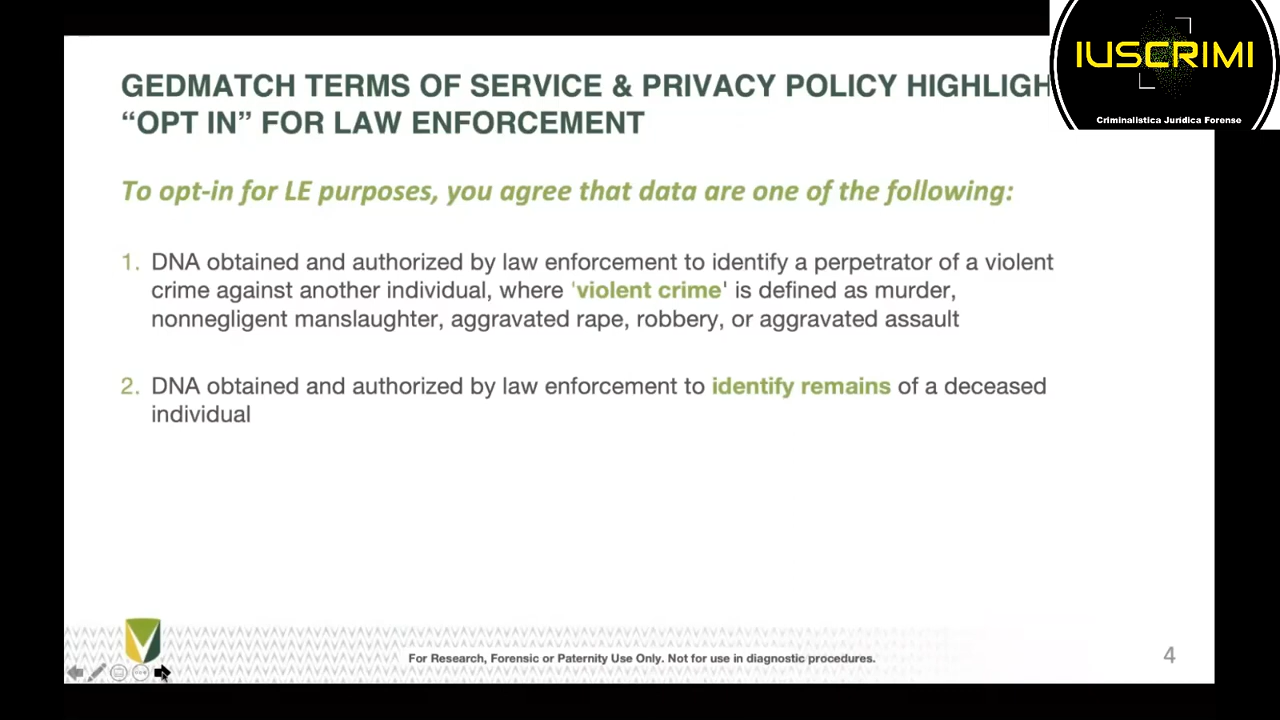 GEDMATCH TERMS OF SERVICE & PRIVACY POLICY HIGHLIGH
“OPT IN” FOR LAW ENFORCEMENT
IUSCRIMI
Criminalistica Jurídica Forense
To opt-in for LE purposes, you agree that data are one of the following:
1. DNA obtained and authorized by law enforcement to identify a perpetrator of a violent
crime against another individual, where 'violent crime' is defined as murder,
nonnegligent manslaughter, aggravated rape, robbery, or aggravated assault
2. DNA obtained and authorized by law enforcement to identify remains of a deceased
individual
For Research, Forensic or Paternity Use Only. Not for use in diagnostic procedures.
4